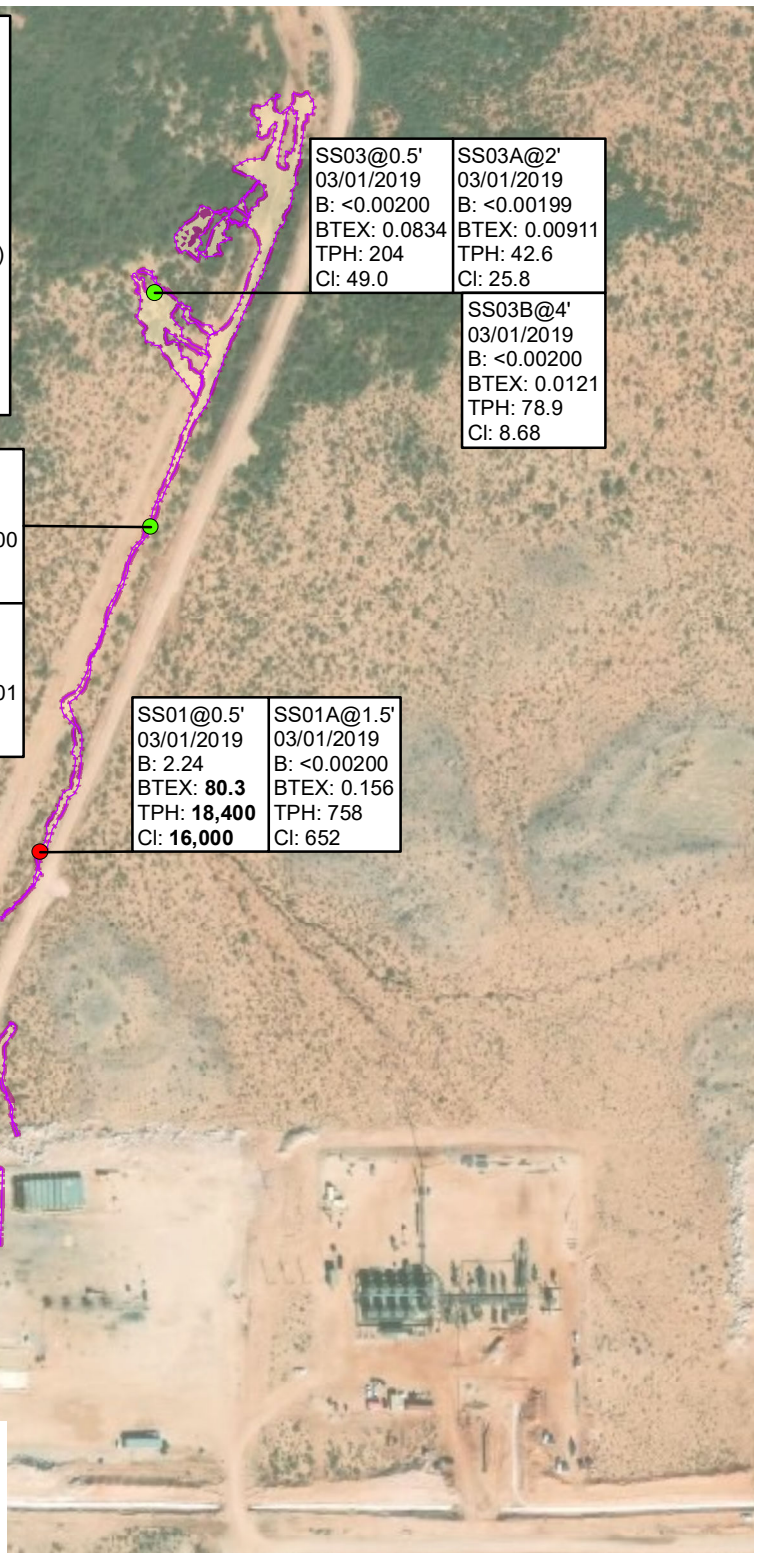 )
SS03@0.5'
03/01/2019
B: <0.00200
BTEX: 0.0834
TPH: 204
Cl: 49.0
SS03A@2'
03/01/2019
B: <0.00199
BTEX: 0.00911
TPH: 42.6
Cl: 25.8
SS03B@4'
03/01/2019
B: <0.00200
BTEX: 0.0121
TPH: 78.9
Cl: 8.68
00
01
SS01@0.5'
03/01/2019
B: 2.24
BTEX: 80.3
TPH: 18,400
Cl: 16,000
SS01A@1.5'
03/01/2019
B: <0.00200
BTEX: 0.156
TPH: 758
Cl: 652